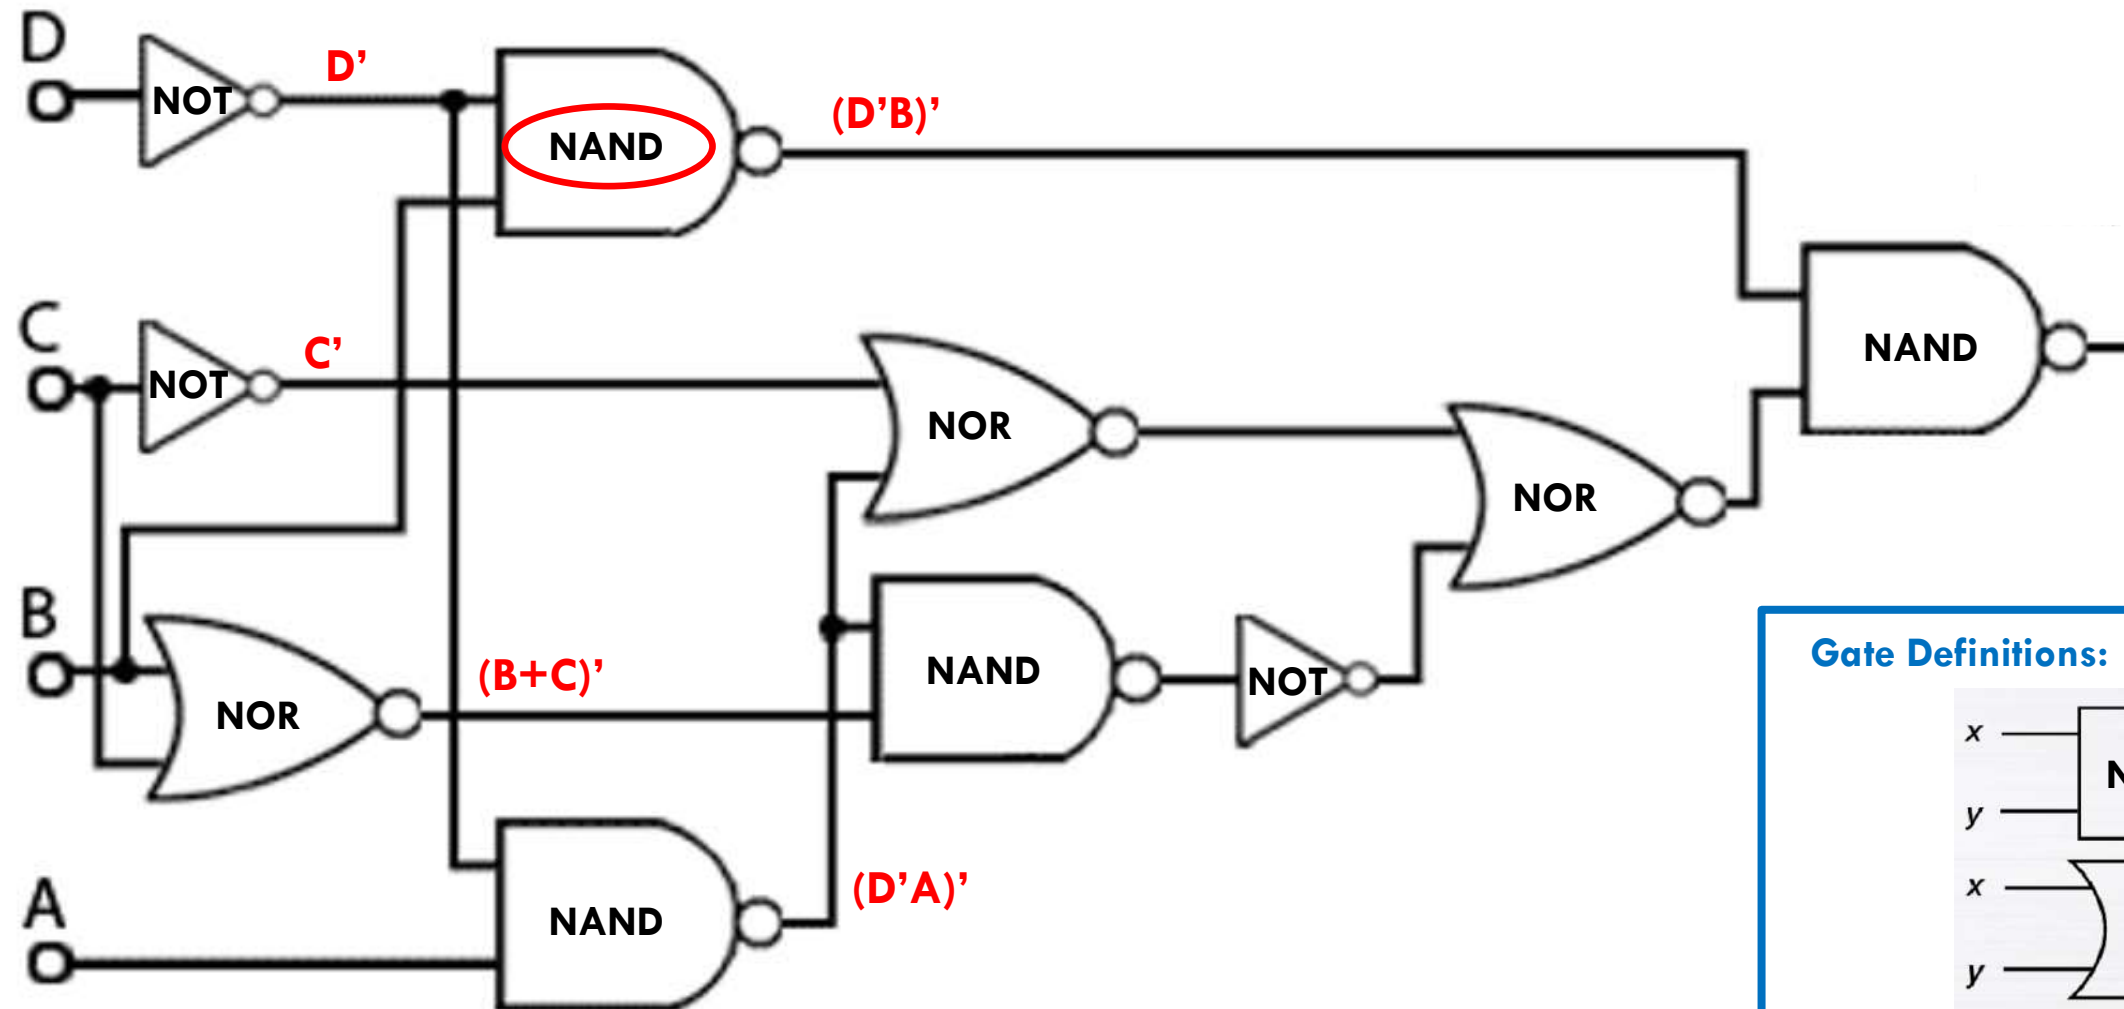 D
NOT
D’
NAND
(D’B)’
C
NOT
C’
NOR
NAND
NOR
B
NOR
(B+C)’
NAND
NOT
Gate Definitions:
x
y
x
y
A
NAND
(D’A)’